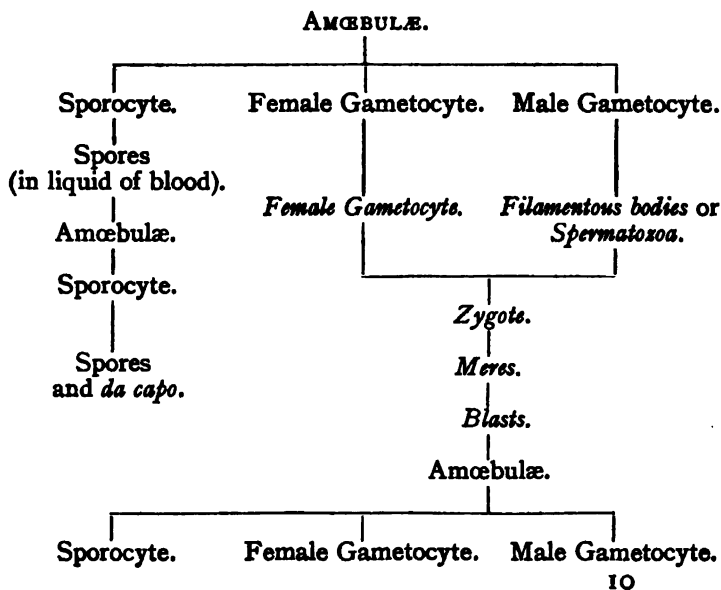 AMŒBULÆ.
Sporocyte. Female Gametocyte. Male Gametocyte.
Spores
(in liquid of blood).
Female Gametocyte. Filamentous bodies or
Spermatozoa.
Amœbulæ.
Sporocyte.
Zygote.
Spores
and da capo.
Meres.
Blasts.
Amœbulæ.
Sporocyte. Female Gametocyte. Male Gametocyte.
10